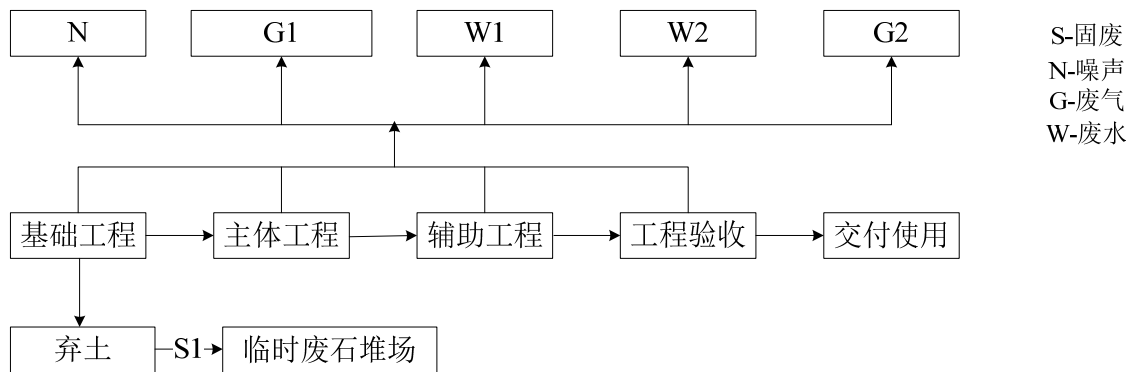 N
G1
W1
W2
G2
S-固废
N-噪声
G-废气
W-废水
基础工程
主体工程
辅助工程
工程验收
交付使用
弃土
S1
临时废石堆场